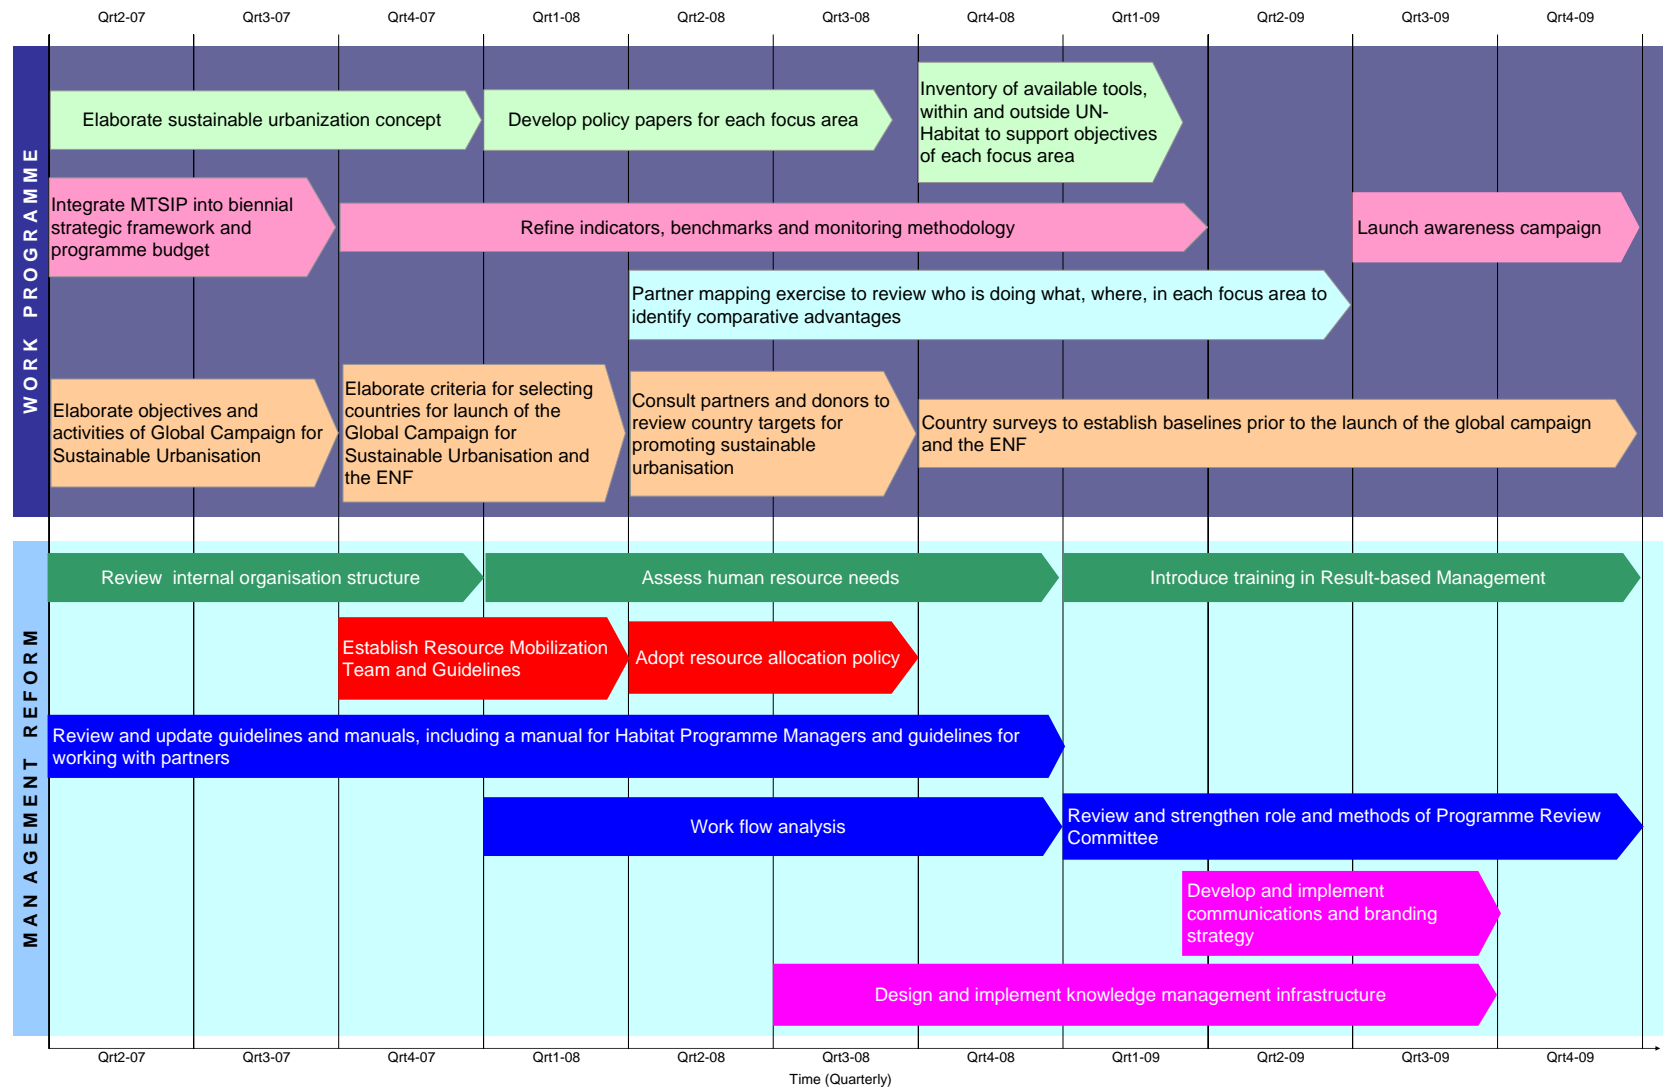 Qrt2-07 Qrt3-07 Qrt4-07 Qrt1-08 Qrt2-08 Qrt3-08 Qrt4-08 Qrt1-09 Qrt2-09 Qrt3-09 Qrt4-09
WORK PROGRAMME
Elaborate sustainable urbanization concept
Develop policy papers for each focus area
Inventory of available tools,
within and outside UN-
Habitat to support objectives
of each focus area
Integrate MTSIP into biennial
strategic framework and
programme budget
Refine indicators, benchmarks and monitoring methodology
Launch awareness campaign
Partner mapping exercise to review who is doing what, where, in each focus area to
identify comparative advantages
Elaborate objectives and
activities of Global Campaign for
Sustainable Urbanisation
Elaborate criteria for selecting
countries for launch of the
Global Campaign for
Sustainable Urbanisation and
the ENF
Consult partners and donors to
review country targets for
promoting sustainable
urbanisation
Country surveys to establish baselines prior to the launch of the global campaign
and the ENF
MANAGEMENT REFORM
Review internal organisation structure
Assess human resource needs
Introduce training in Result-based Management
Establish Resource Mobilization
Team and Guidelines
Adopt resource allocation policy
Review and update guidelines and manuals, including a manual for Habitat Programme Managers and guidelines for
working with partners
Work flow analysis
Review and strengthen role and methods of Programme Review
Committee
Develop and implement
communications and branding
strategy
Design and implement knowledge management infrastructure
Qrt2-07 Qrt3-07 Qrt4-07 Qrt1-08 Qrt2-08 Qrt3-08 Qrt4-08 Qrt1-09 Qrt2-09 Qrt3-09 Qrt4-09
Time (Quarterly)